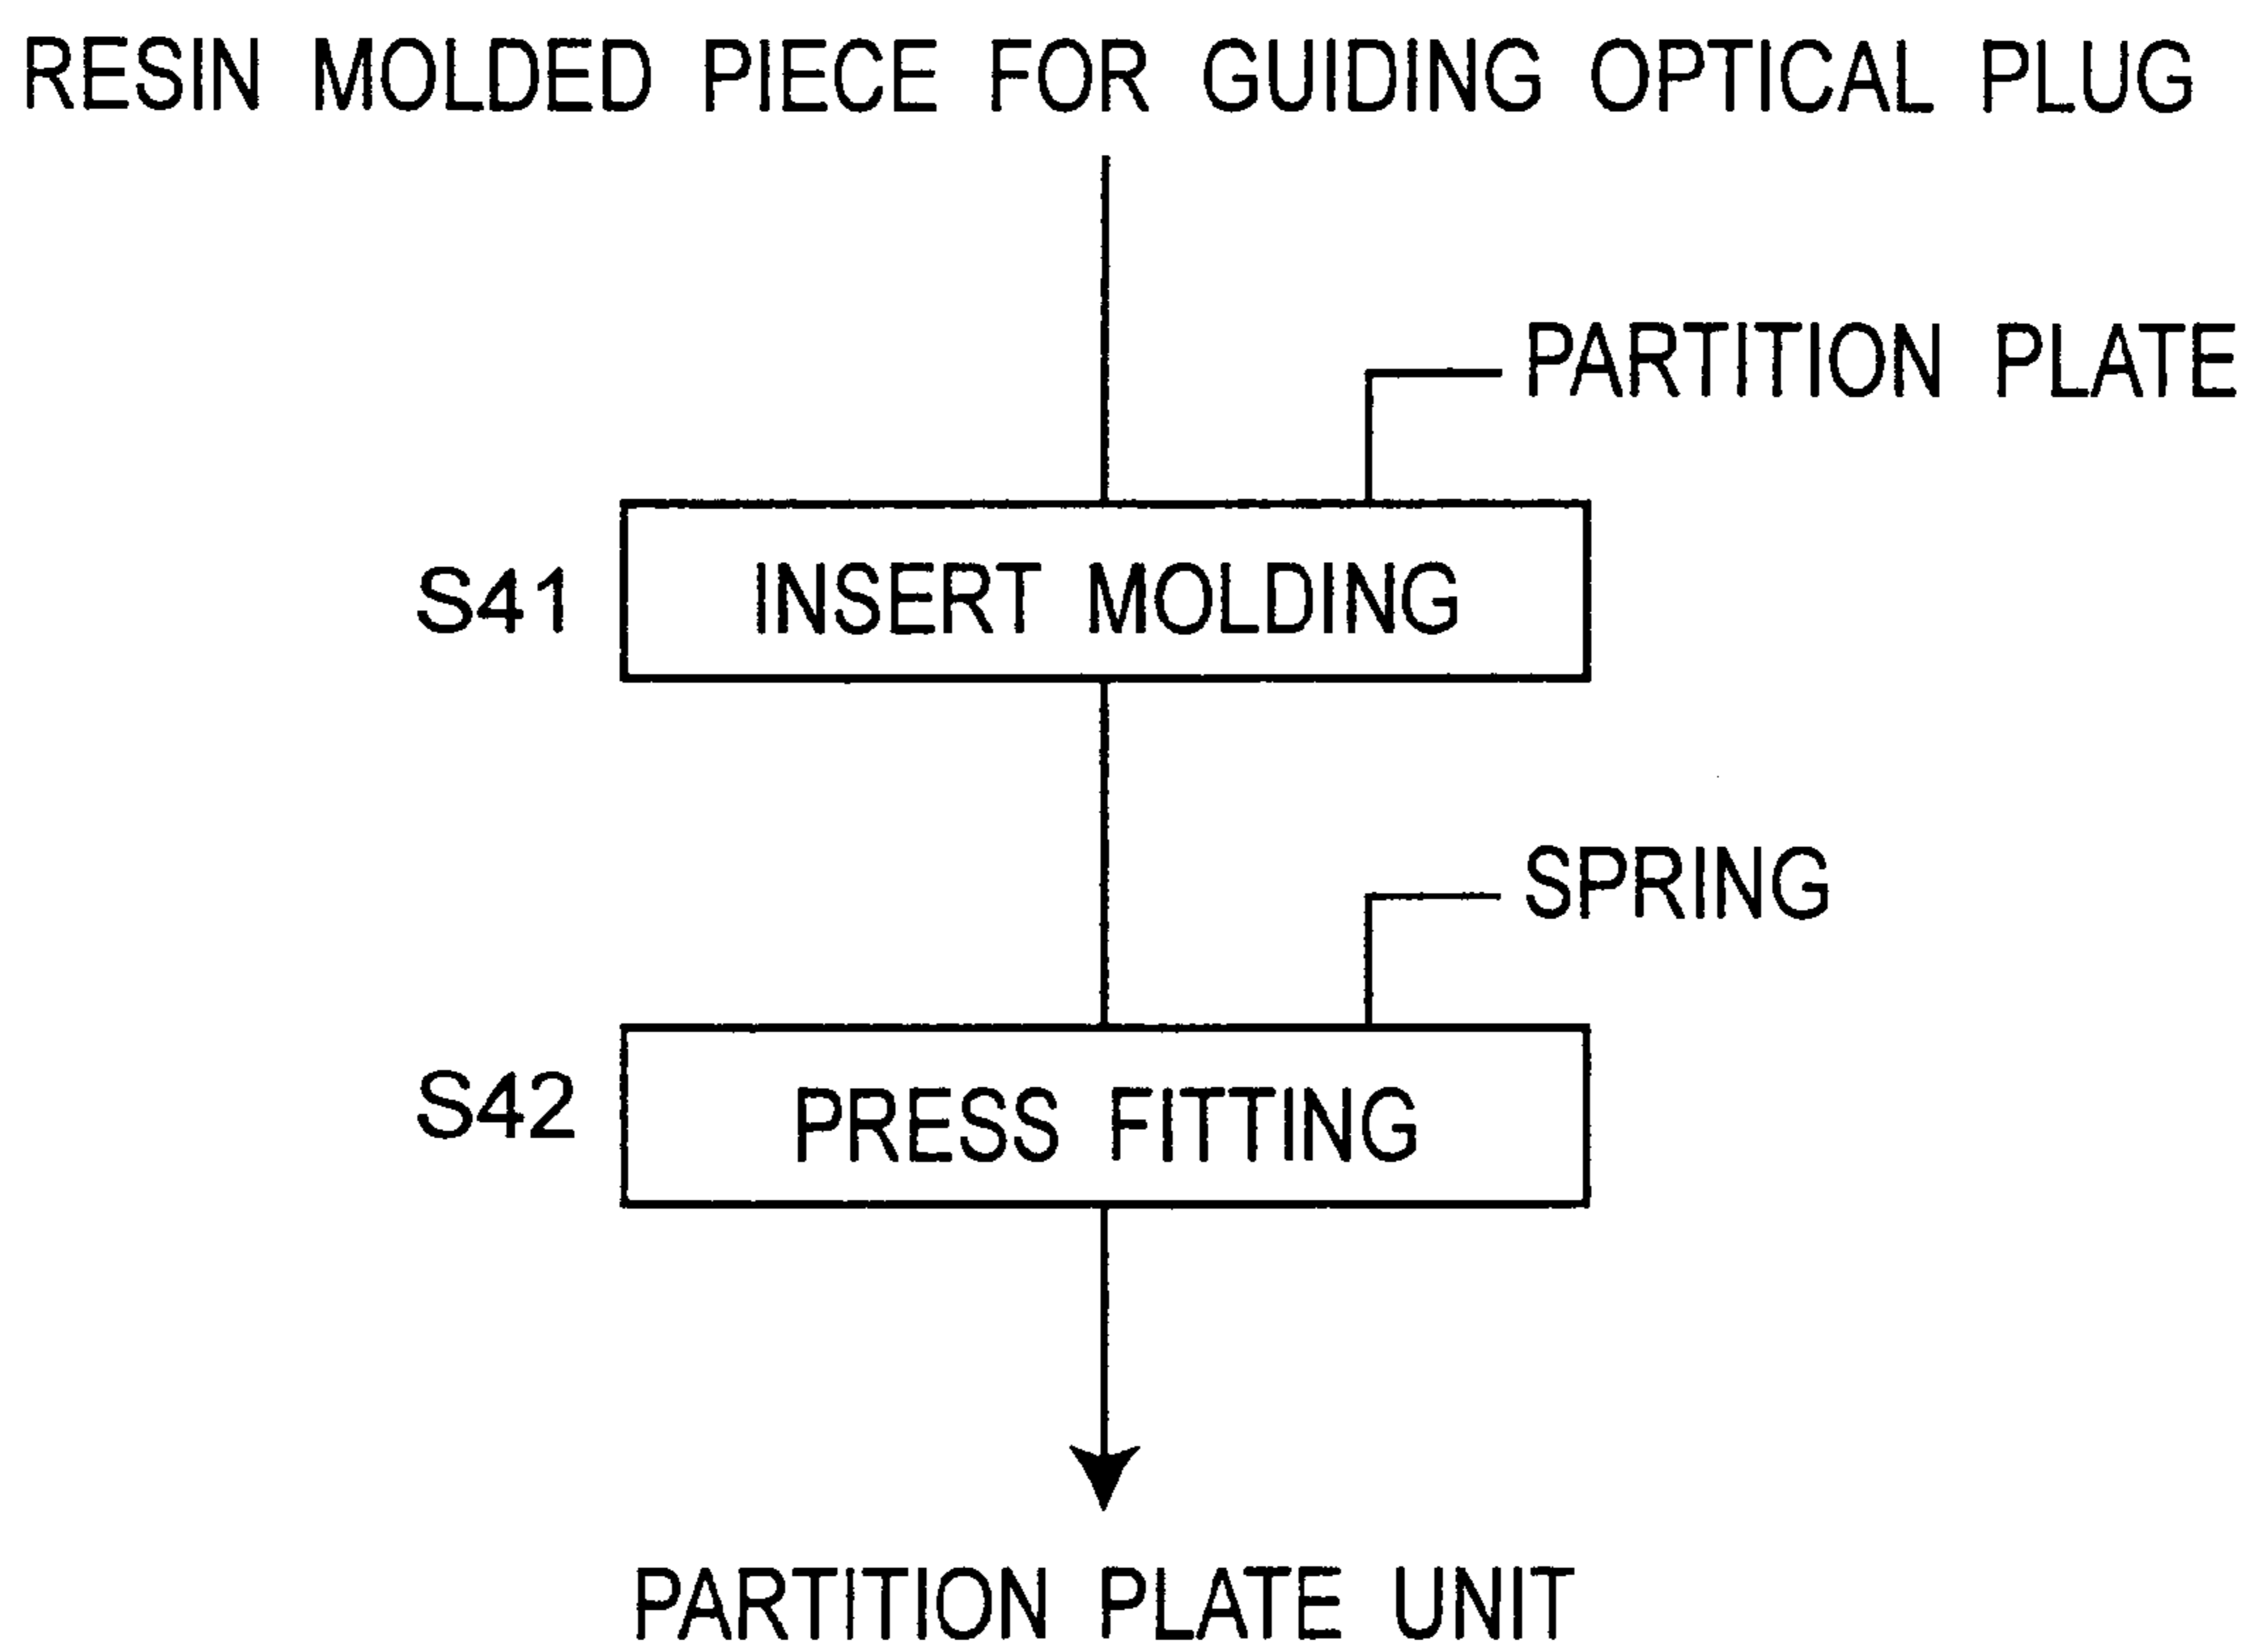 RESIN MOLDED PIECE FOR GUIDING OPTICAL PLUG
PARTITION PLATE
S41 INSERT MOLDING
SPRING
S42 PRESS FITTING
PARTITION PLATE UNIT